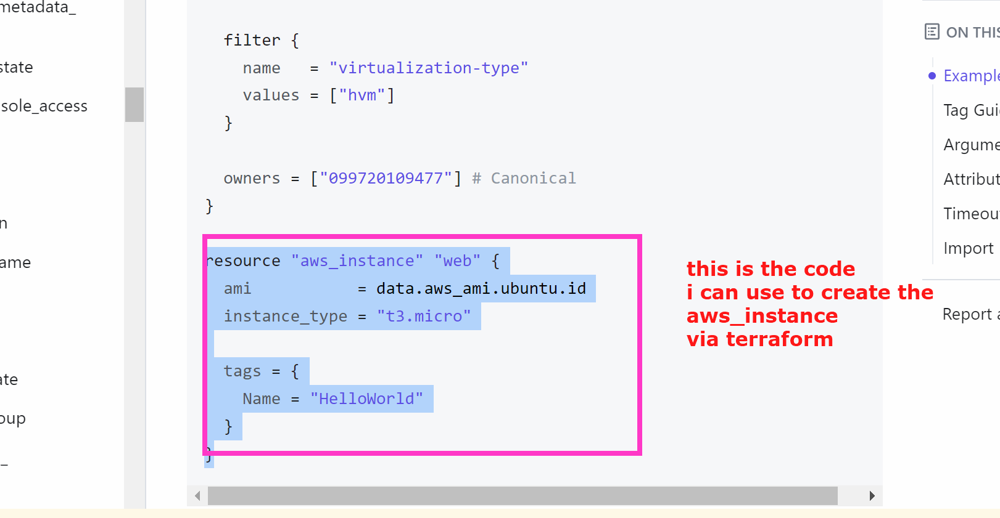 metadata_
state
sole_access
n
ame
ate
oup
_
filter {
name = "virtualization-type"
values = ["hvm"]
}
owners = ["099720109477"] # Canonical
}
resource "aws_instance" "web" {
ami = data.aws_ami.ubuntu.id
instance_type = "t3.micro"
tags = {
Name = "HelloWorld"
}
}
this is the code
i can use to create the
aws_instance
via terraform
ON THIS
Example
Tag Gui
Argume
Attribut
Timeou
Import
Report a